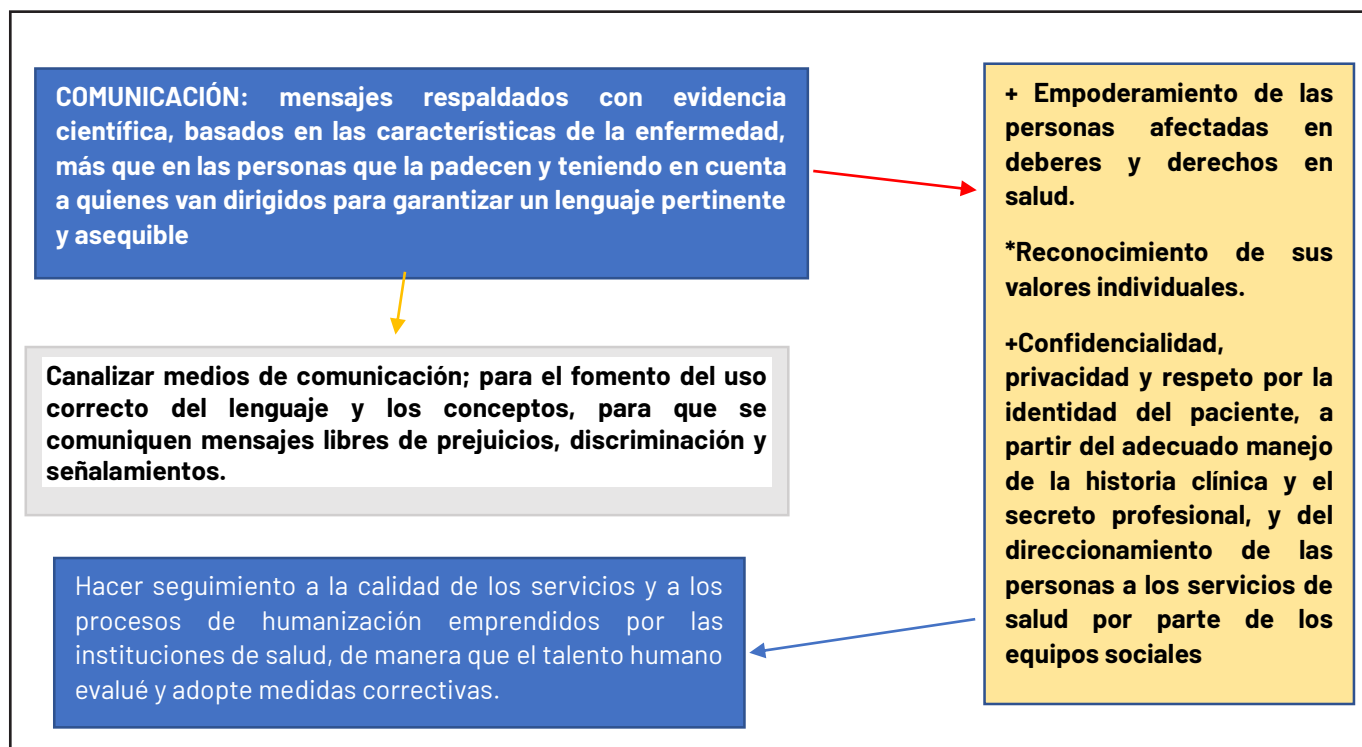 COMUNICACIÓN: mensajes respaldados con evidencia
científica, basados en las características de la enfermedad,
más que en las personas que la padecen y teniendo en cuenta
a quienes van dirigidos para garantizar un lenguaje pertinente
y asequible
Canalizar medios de comunicación; para el fomento del uso
correcto del lenguaje y los conceptos, para que se
comuniquen mensajes libres de prejuicios, discriminación y
señalamientos.
+ Empoderamiento de las
personas afectadas en
deberes y derechos en
salud.
*Reconocimiento de sus
valores individuales.
+Confidencialidad,
privacidad y respeto por la
identidad del paciente, a
partir del adecuado manejo
de la historia clínica y el
secreto profesional, y del
direccionamiento de las
personas a los servicios de
salud por parte de los
equipos sociales
Hacer seguimiento a la calidad de los servicios y a los
procesos de humanización emprendidos por las
instituciones de salud, de manera que el talento humano
evalué y adopte medidas correctivas.